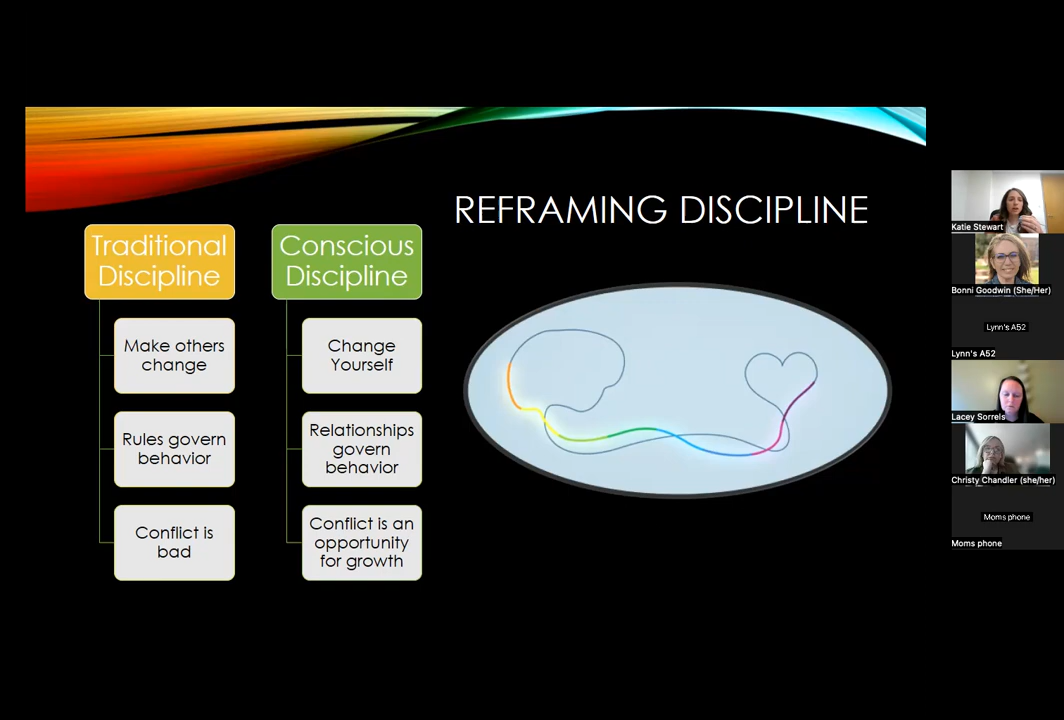 REFRAMING DISCIPLINE
Traditional
Discipline
Make others
change
Rules govern
behavior
Conflict is
bad
Conscious
Discipline
Change
Yourself
Relationships
govern
behavior
Conflict is an
opportunity
for growth
Katie Stewart
Bonni Goodwin (She/Her)
Lynn's A52
Lynn's A52
Lacey Sorrels
Christy Chandler (she/her)
Moms phone
Moms phone